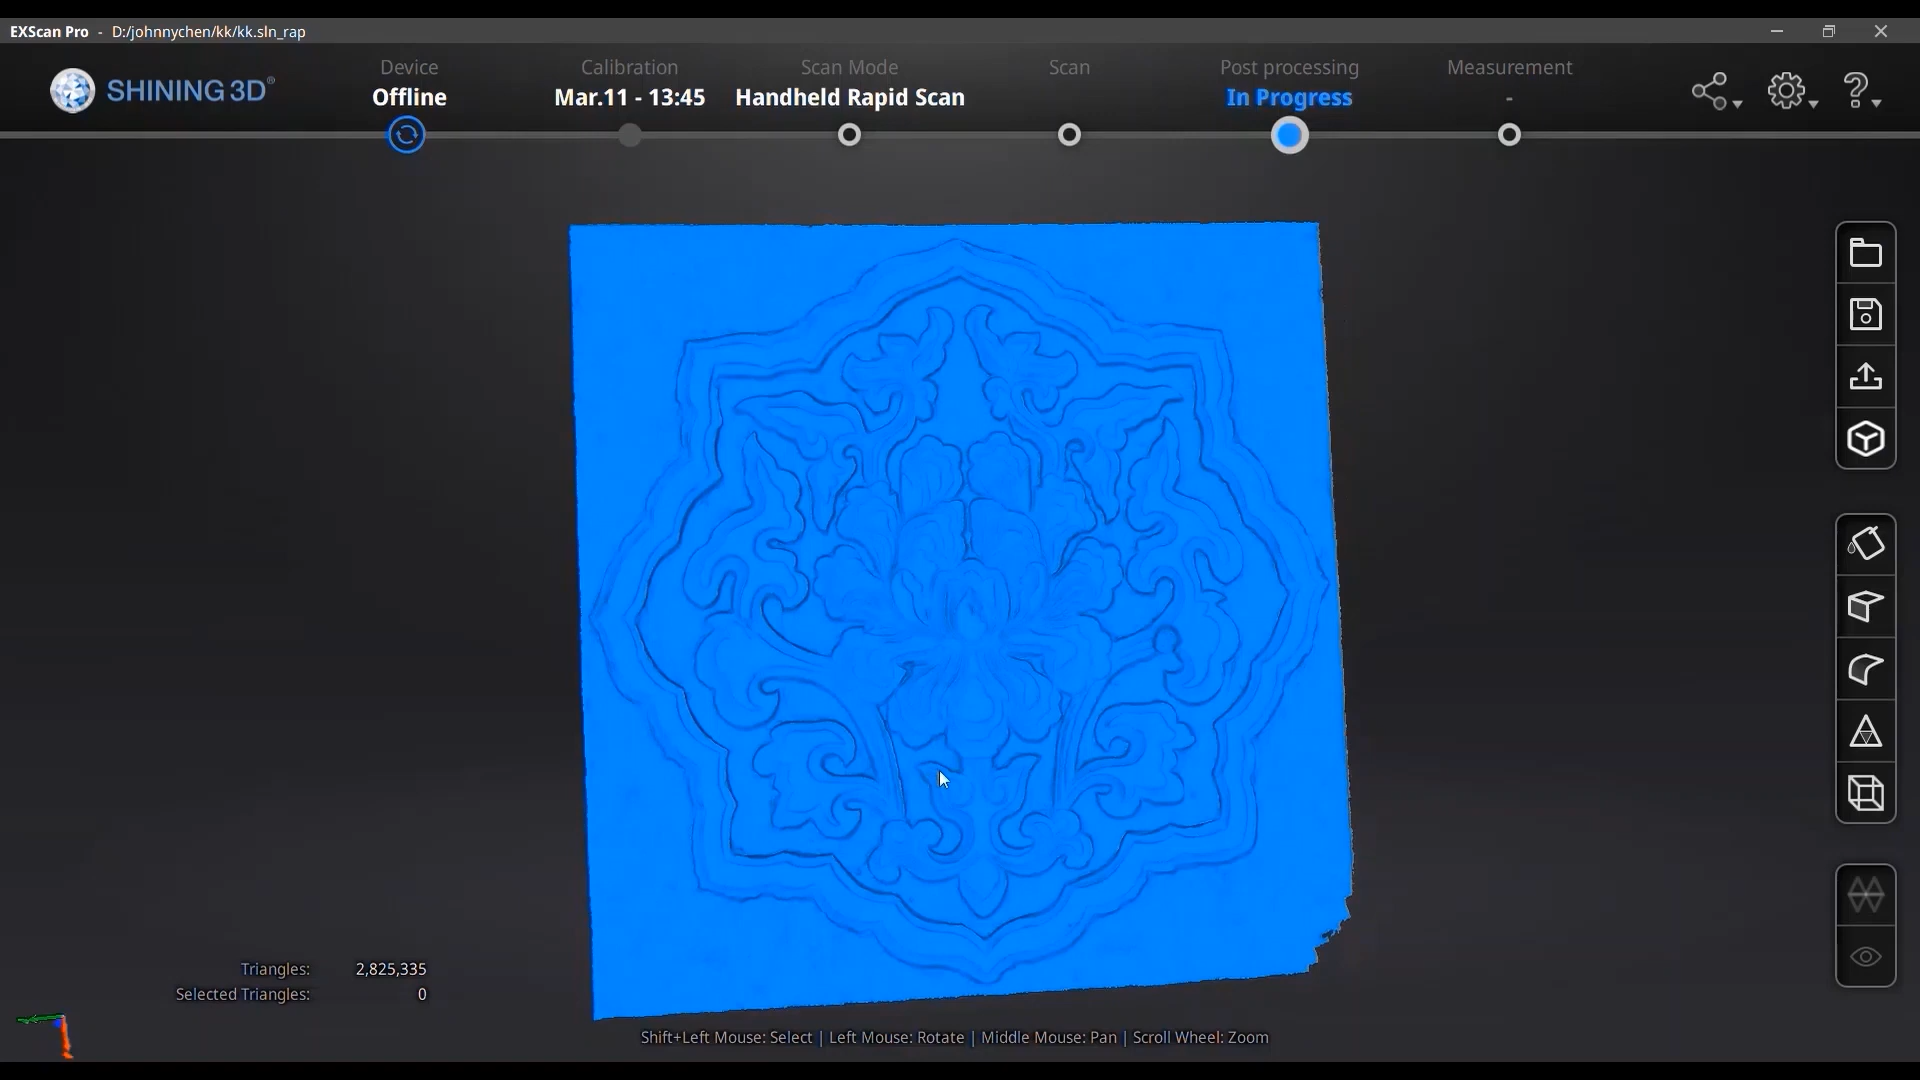 EXScan Pro - D:/johnnychen/kk/kk.sln_rap
SHINING 3D®
Device
Offline
Calibration
Mar.11 - 13:45
Scan Mode
Handheld Rapid Scan
Scan
Post processing
In Progress
Measurement
-
Triangles: 2,825,335
Selected Triangles: 0
Shift+Left Mouse: Select | Left Mouse: Rotate | Middle Mouse: Pan | Scroll Wheel: Zoom